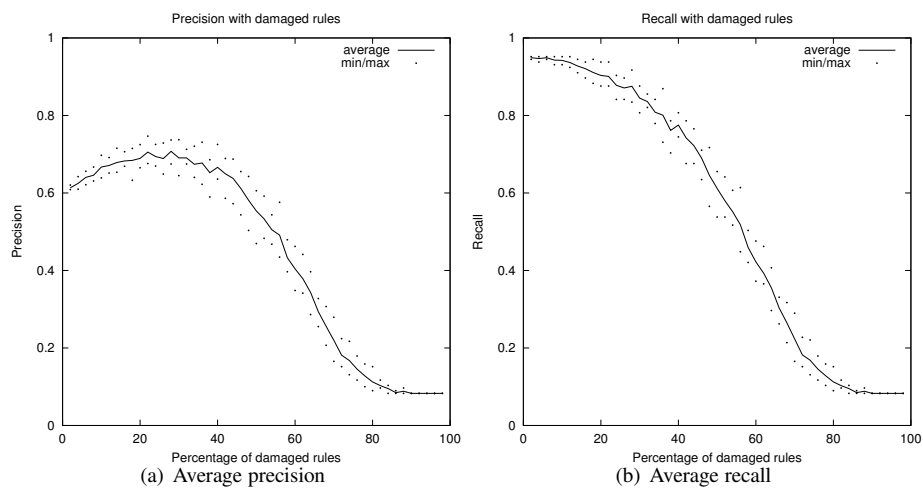 Precision with damaged rules
1
0.8
0.6
0.4
0.2
0
Precision
average
min/max
0 20 40 60 80 100
Percentage of damaged rules
(a) Average precision
Recall with damaged rules
1
0.8
0.6
0.4
0.2
0
Recall
average
min/max
0 20 40 60 80 100
Percentage of damaged rules
(b) Average recall